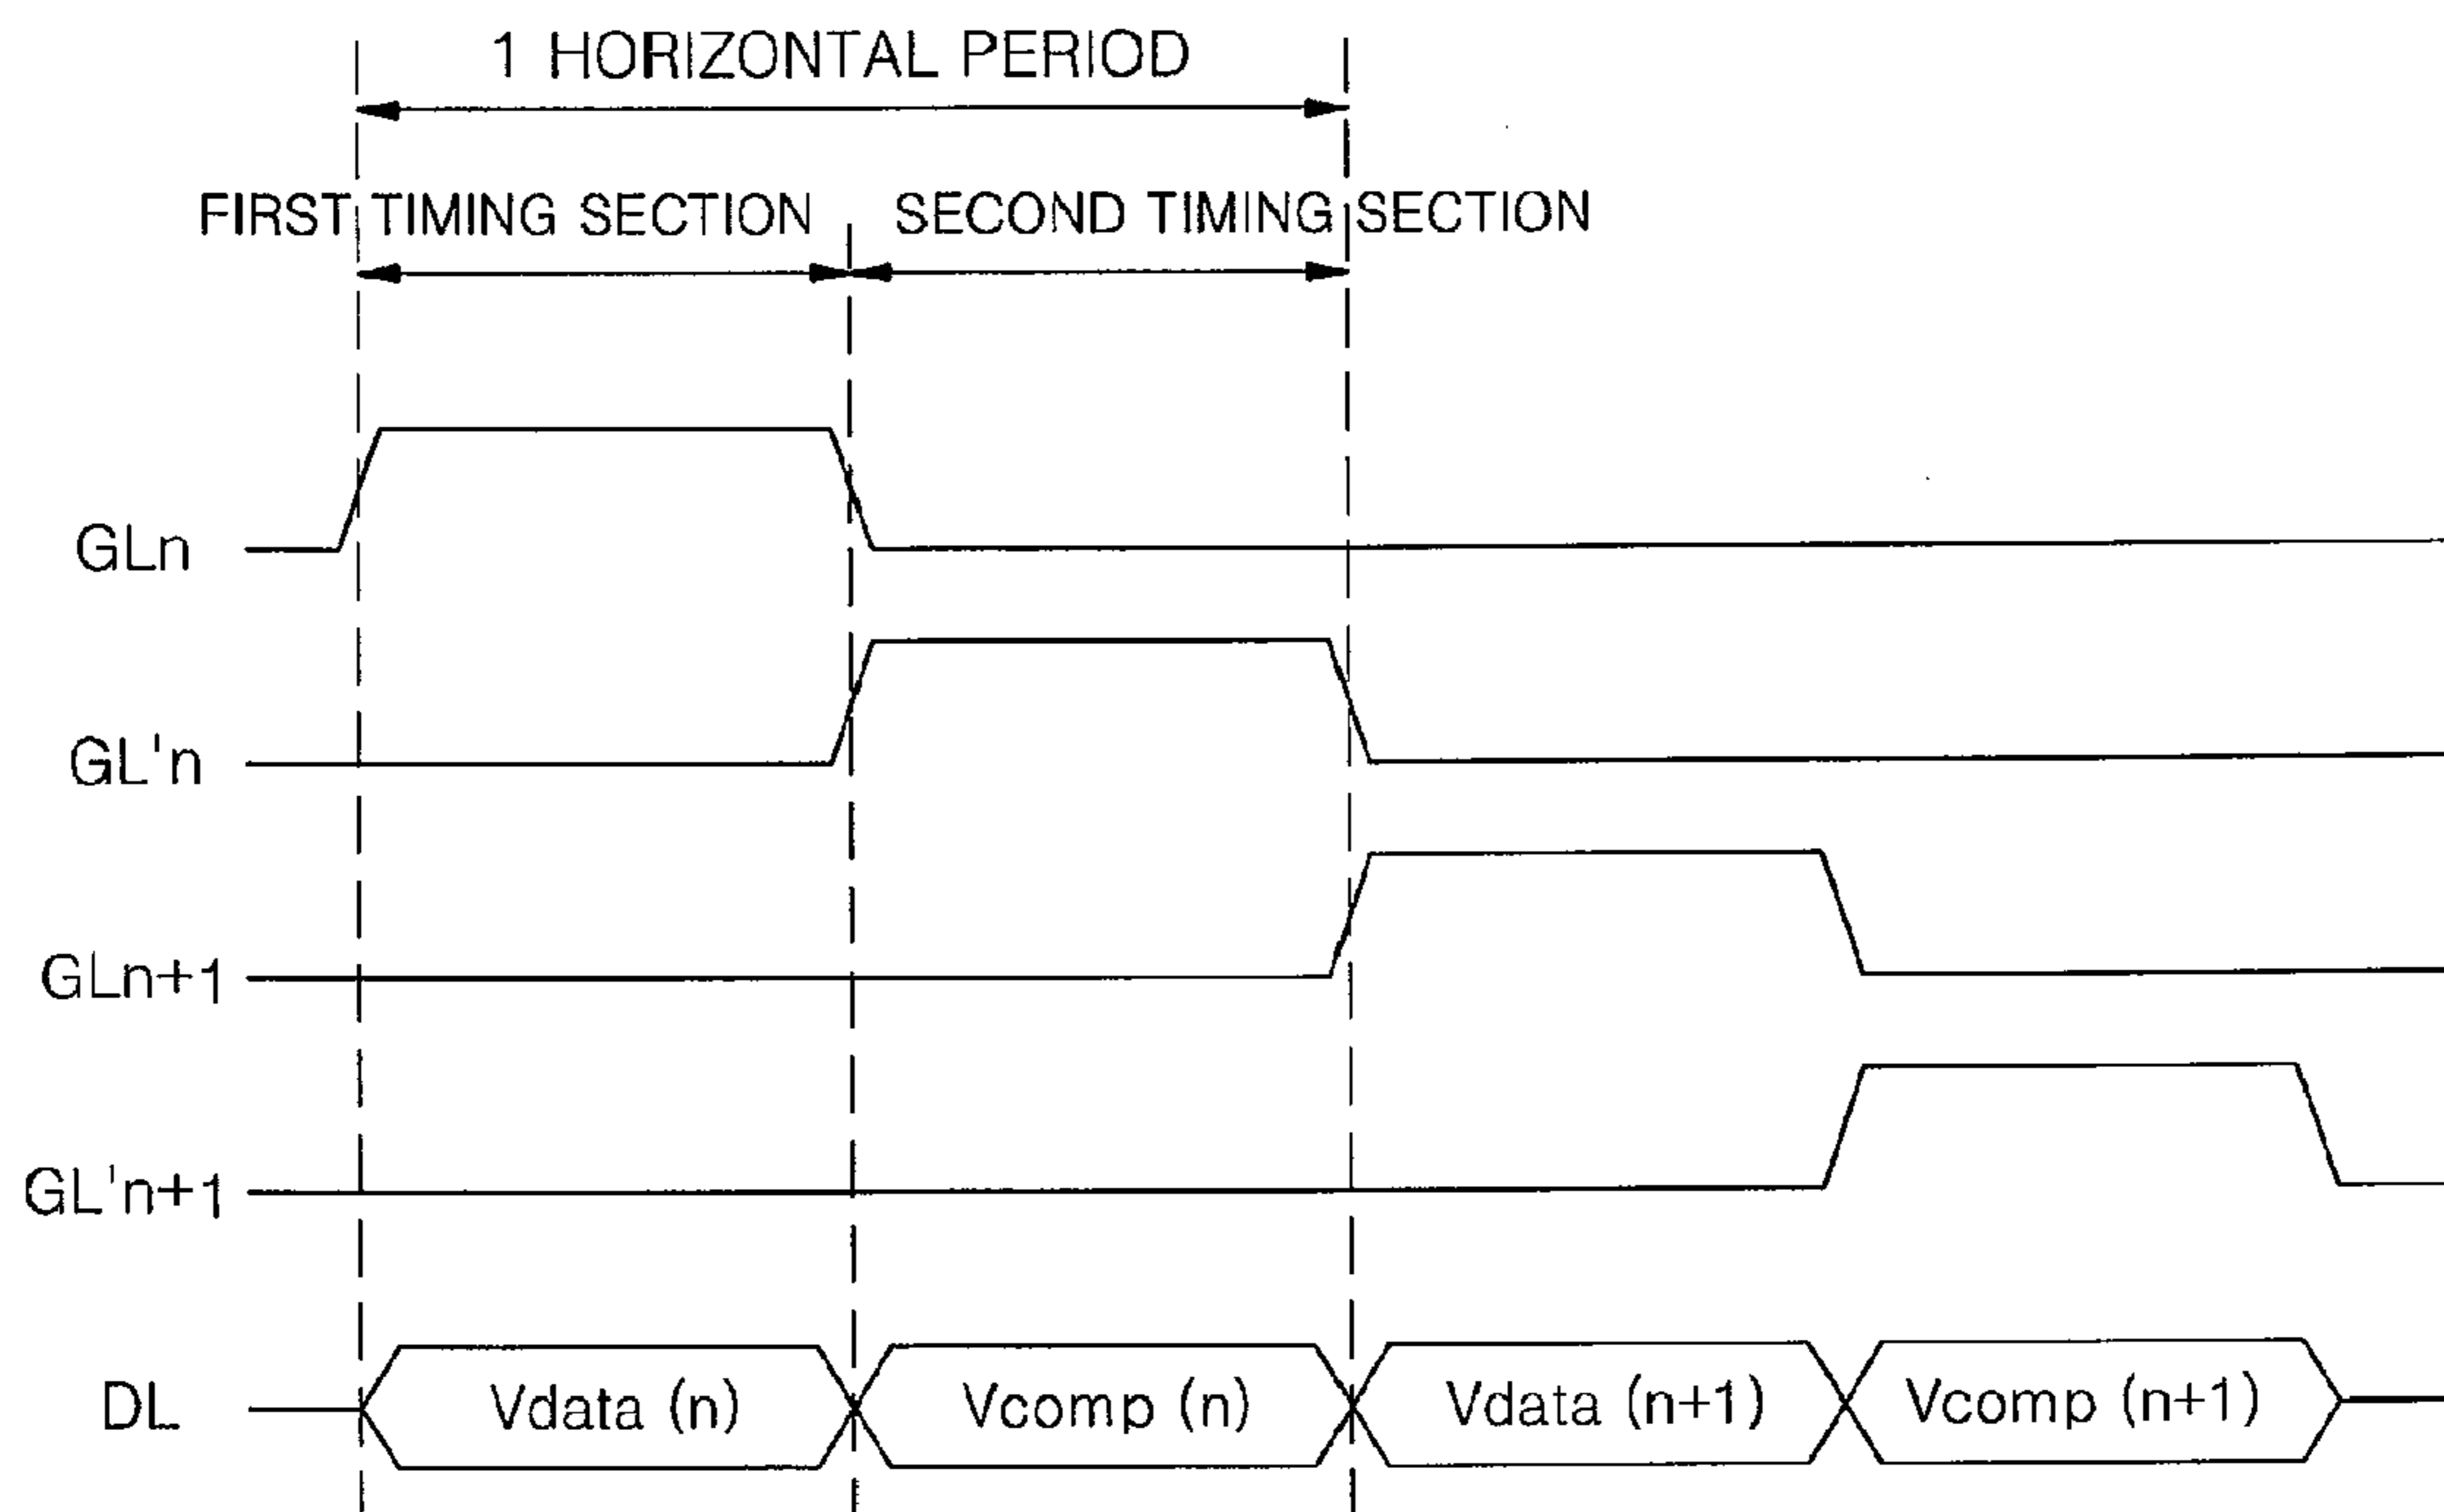 1 HORIZONTAL PERIOD
FIRST TIMING SECTION
SECOND TIMING SECTION
GLn
GL'n
GLn+1
GL'n+1
DL
Vdata (n)
Vcomp (n)
Vdata (n+1)
Vcomp (n+1)